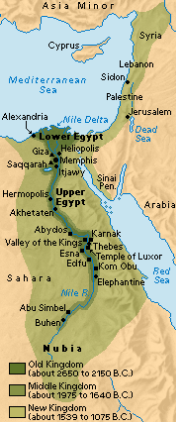 Asia Minor
Syria
Cyprus
Mediterranean
Sea
Lebanon
Sidon
Palestine
Alexandria
Nile Delta
Jerusalem
Dead
Sea
Lower Egypt
Giza
Heliopolis
Saqqarah
Memphis
Itjawy
Sinai
Pen.
Hermopolis
Upper
Egypt
Arabia
Akhetaten
Abydos
Karnak
Valley of the Kings
Thebes
Esna
Temple of Luxor
Edfu
Kom Obu
Red
Sea
Sahara
Elephantine
Nile R.
Abu Simbel
Buhen
Nubia
Old Kingdom
(about 2650 to 2150 B.C.)
Middle Kingdom
(about 1975 to 1640 B.C.)
New Kingdom
(about 1539 to 1075 B.C.)